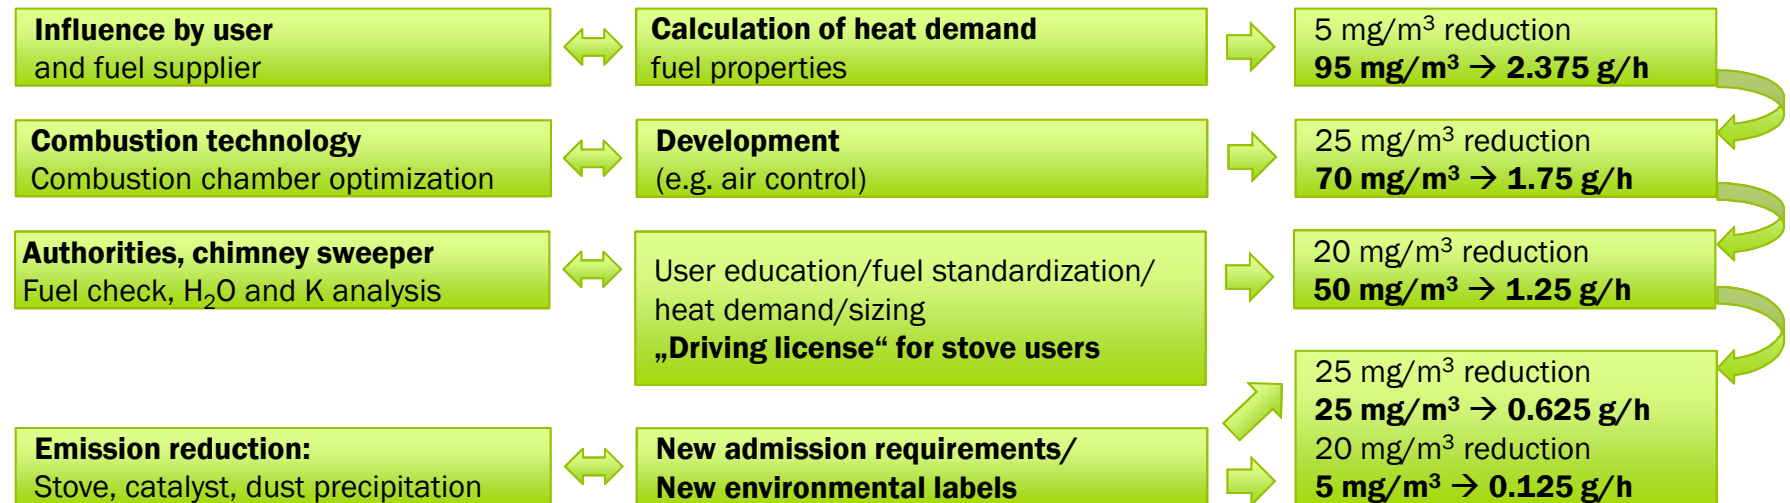 Influence by user
and fuel supplier
Calculation of heat demand
fuel properties
5 mg/m³ reduction
95 mg/m³ → 2.375 g/h
Combustion technology
Combustion chamber optimization
Development
(e.g. air control)
25 mg/m³ reduction
70 mg/m³ → 1.75 g/h
Authorities, chimney sweeper
Fuel check, H₂O and K analysis
User education/fuel standardization/
heat demand/sizing
„Driving license“ for stove users
20 mg/m³ reduction
50 mg/m³ → 1.25 g/h
Emission reduction:
Stove, catalyst, dust precipitation
New admission requirements/
New environmental labels
25 mg/m³ reduction
25 mg/m³ → 0.625 g/h
20 mg/m³ reduction
5 mg/m³ → 0.125 g/h